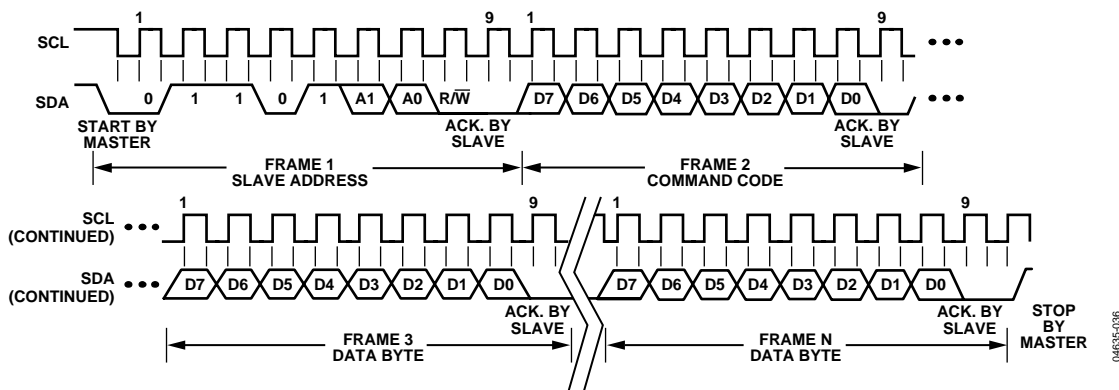 1 9 1 9
SCL
SDA 0 1 1 0 1 A1 A0 R/W̅ D7 D6 D5 D4 D3 D2 D1 D0
START BY MASTER
ACK. BY SLAVE
ACK. BY SLAVE
FRAME 1
SLAVE ADDRESS
FRAME 2
COMMAND CODE
1 9 1 9
SCL
(CONTINUED)
SDA
(CONTINUED)
D7 D6 D5 D4 D3 D2 D1 D0 D7 D6 D5 D4 D3 D2 D1 D0
ACK. BY
SLAVE
ACK. BY
SLAVE
STOP
BY
MASTER
FRAME 3
DATA BYTE
FRAME N
DATA BYTE
04635-036